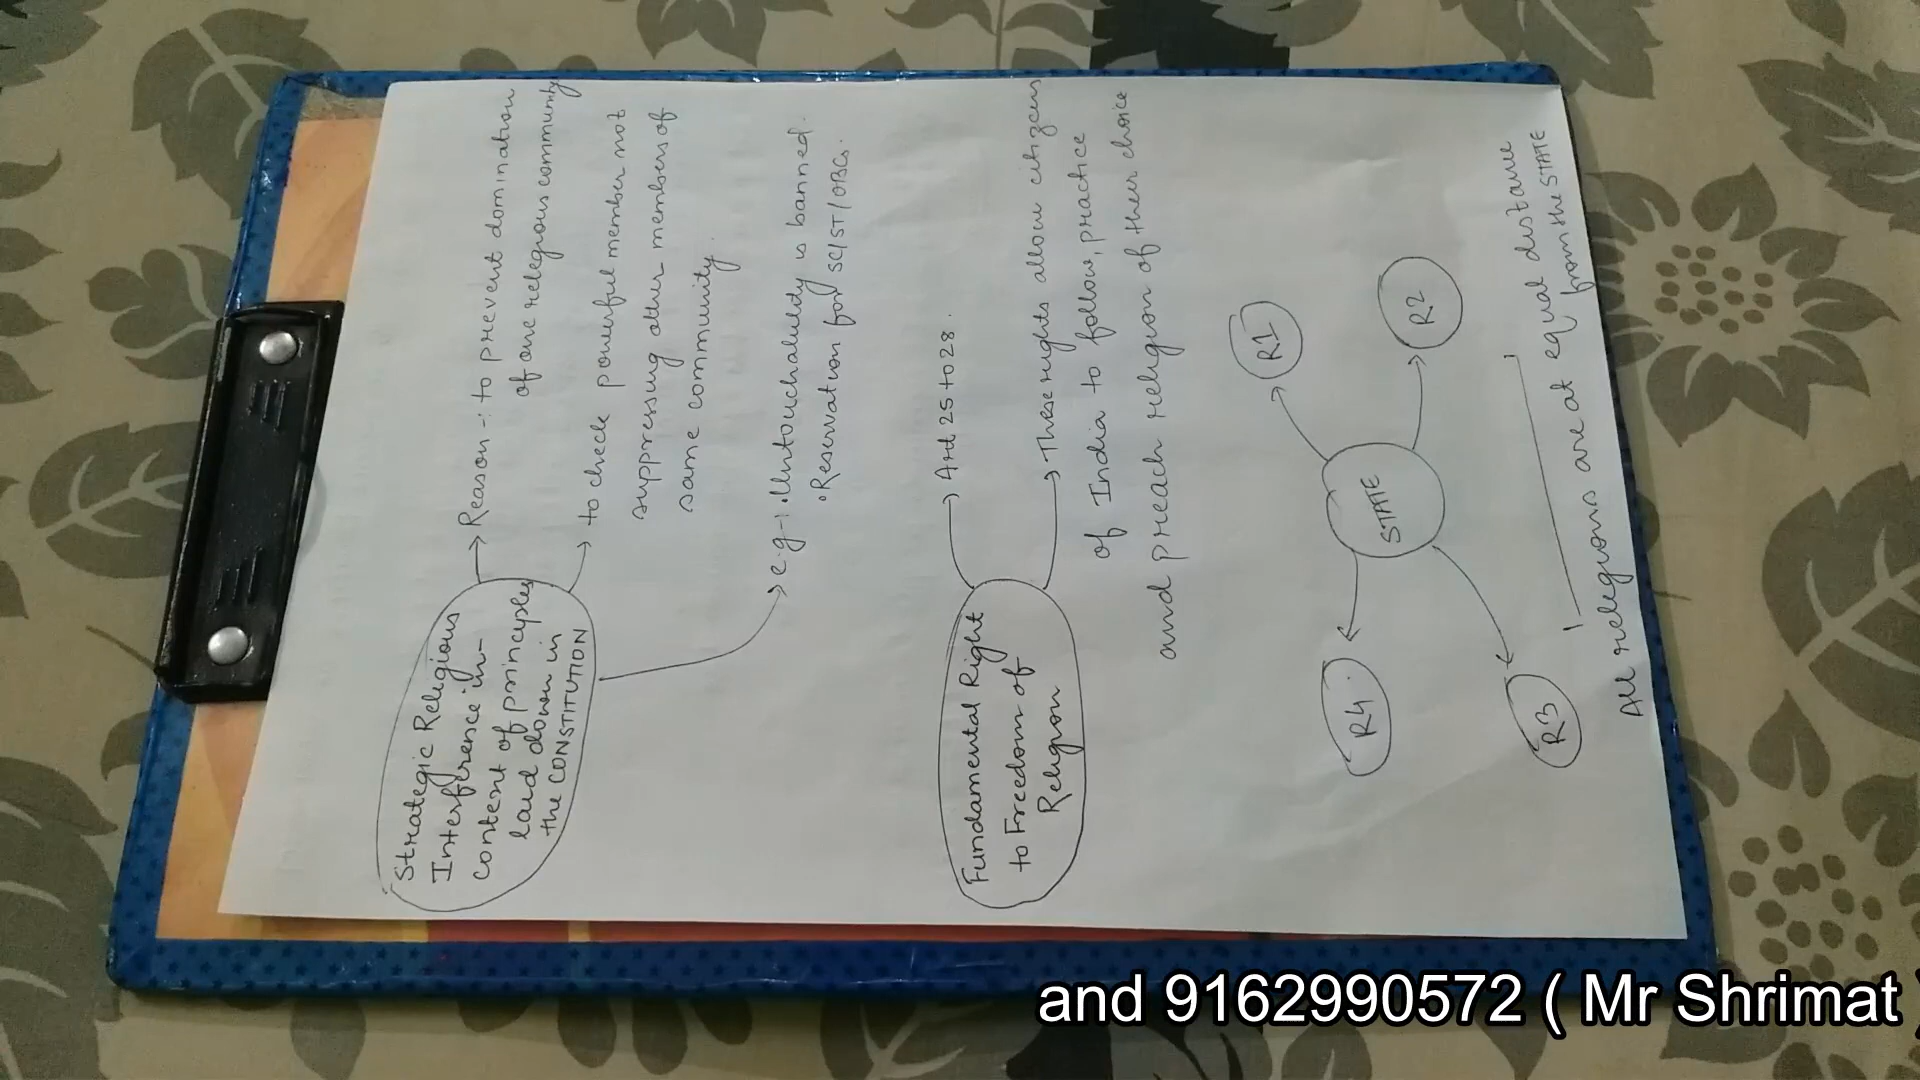 Strategic Religious
Interference in-
content of principles
laid down in
the CONSTITUTION
Reason -: to prevent domination
of one religious community
to check powerful member not
suppressing other members of
same community.
e.g-: • Untouchability is banned.
• Reservation for SC/ST/OBCs.
Fundamental Right
to Freedom of
Religion
Art 25 to 28.
These rights allow citizens
of India to follow, practice
and preach religion of their choice
R1
R2
STATE
R4
R3
All religions are at equal distance
from the STATE
and 9162990572 ( Mr Shrimat )